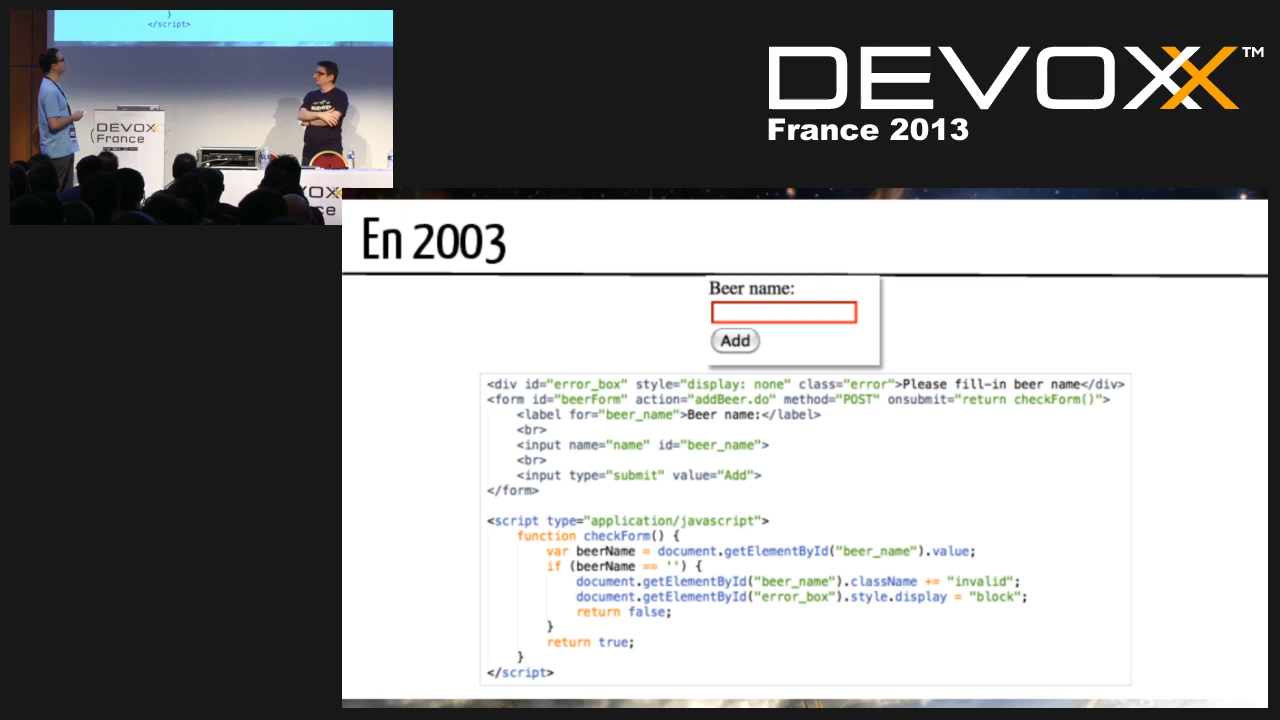 }
</script>
DEVOXX
France
DEVOXX™
France 2013
En 2003
Beer name:
Add
<div id="error_box" style="display: none" class="error">Please fill-in beer name</div>
<form id="beerForm" action="addBeer.do" method="POST" onsubmit="return checkForm()">
    <label for="beer_name">Beer name:</label>
    <br>
    <input name="name" id="beer_name">
    <br>
    <input type="submit" value="Add">
</form>
<script type="application/javascript">
    function checkForm() {
        var beerName = document.getElementById("beer_name").value;
        if (beerName == '') {
            document.getElementById("beer_name").className += "invalid";
            document.getElementById("error_box").style.display = "block";
            return false;
        }
        return true;
    }
</script>